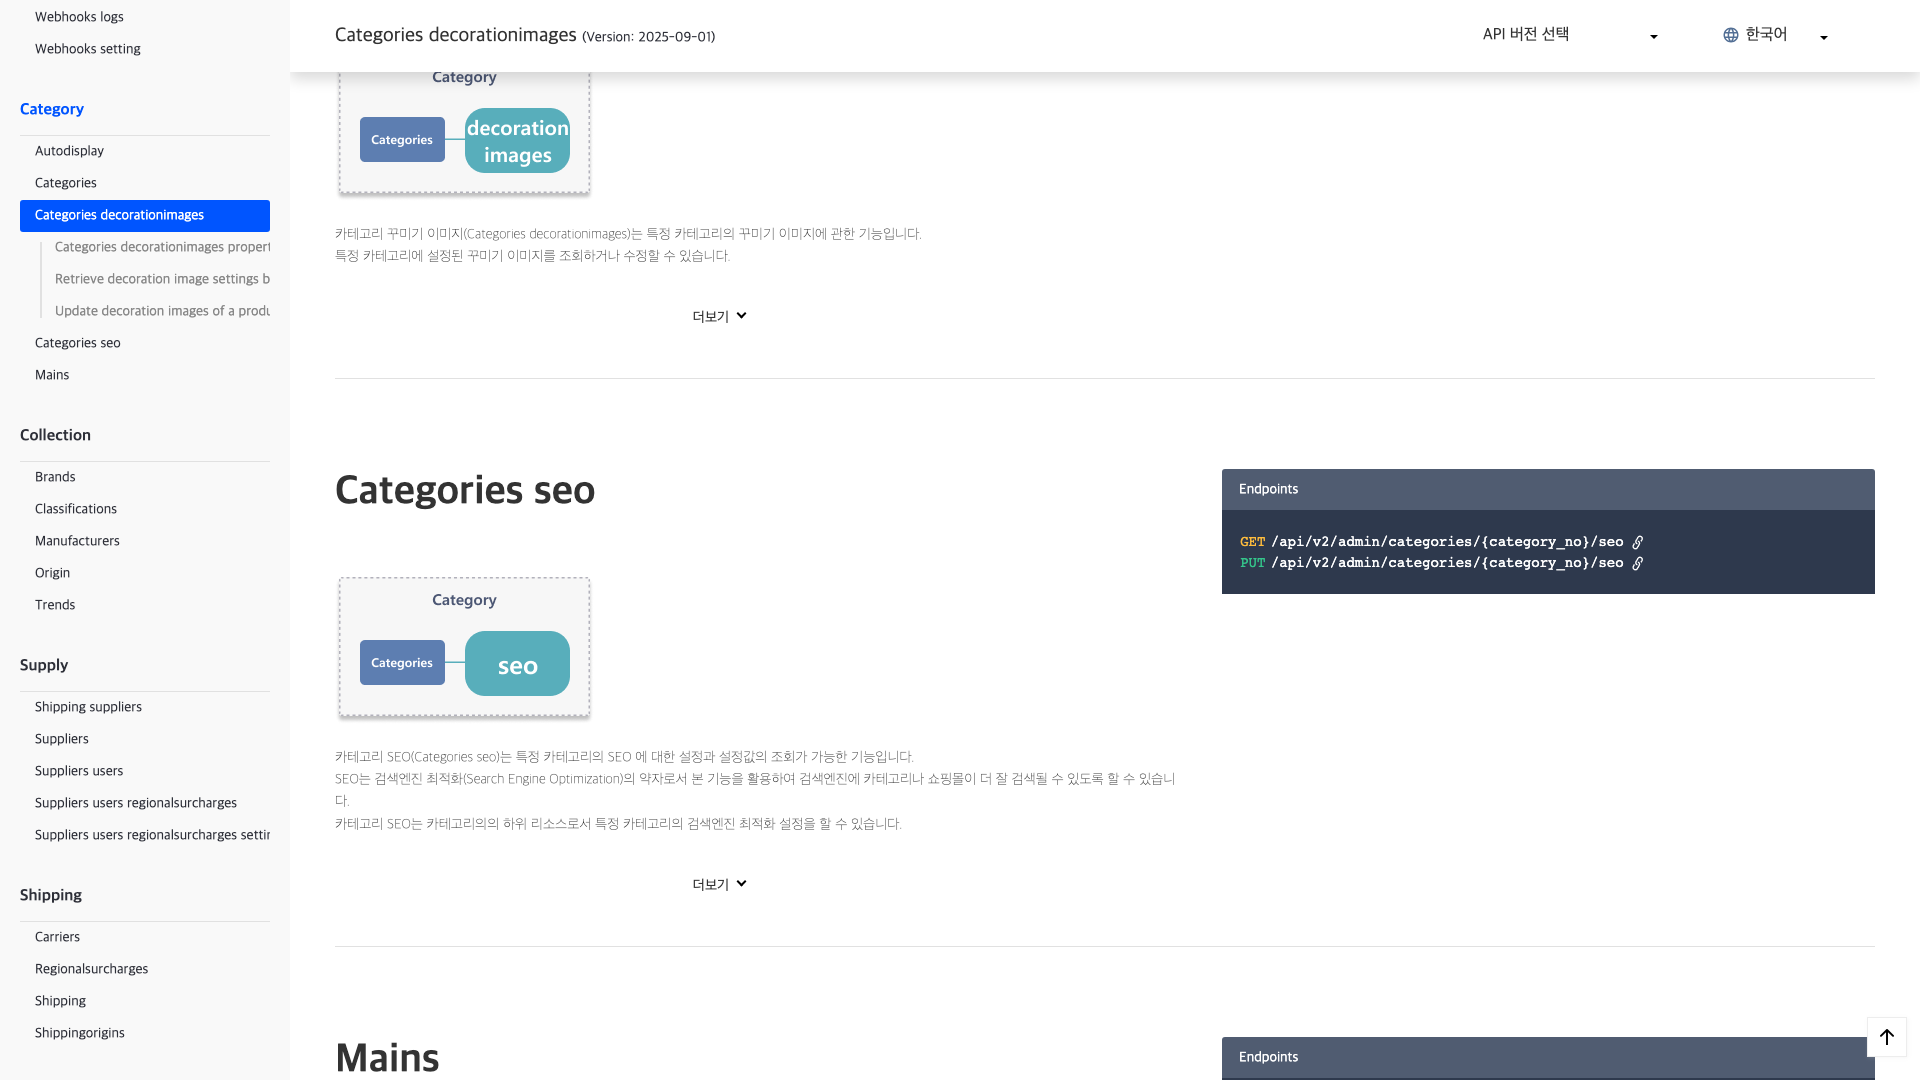 Webhooks logs
Webhooks setting
Category
Autodisplay
Categories
Categories decorationimages
Categories decorationimages propert
Retrieve decoration image settings b
Update decoration images of a produ
Categories seo
Mains
Collection
Brands
Classifications
Manufacturers
Origin
Trends
Supply
Shipping suppliers
Suppliers
Suppliers users
Suppliers users regionalsurcharges
Suppliers users regionalsurcharges settin
Shipping
Carriers
Regionalsurcharges
Shipping
Shippingorigins
Categories decorationimages (Version: 2025-09-01)
API 버전 선택
한국어
Category
Categories
decoration
images
카테고리 꾸미기 이미지(Categories decorationimages)는 특정 카테고리의 꾸미기 이미지에 관한 기능입니다.
특정 카테고리에 설정된 꾸미기 이미지를 조회하거나 수정할 수 있습니다.
더보기
Categories seo
Category
Categories
seo
카테고리 SEO(Categories seo)는 특정 카테고리의 SEO 에 대한 설정과 설정값의 조회가 가능한 기능입니다.
SEO는 검색엔진 최적화(Search Engine Optimization)의 약자로서 본 기능을 활용하여 검색엔진에 카테고리나 쇼핑몰이 더 잘 검색될 수 있도록 할 수 있습니
다.
카테고리 SEO는 카테고리의의 하위 리소스로서 특정 카테고리의 검색엔진 최적화 설정을 할 수 있습니다.
더보기
Endpoints
GET /api/v2/admin/categories/{category_no}/seo
PUT /api/v2/admin/categories/{category_no}/seo
Mains
Endpoints